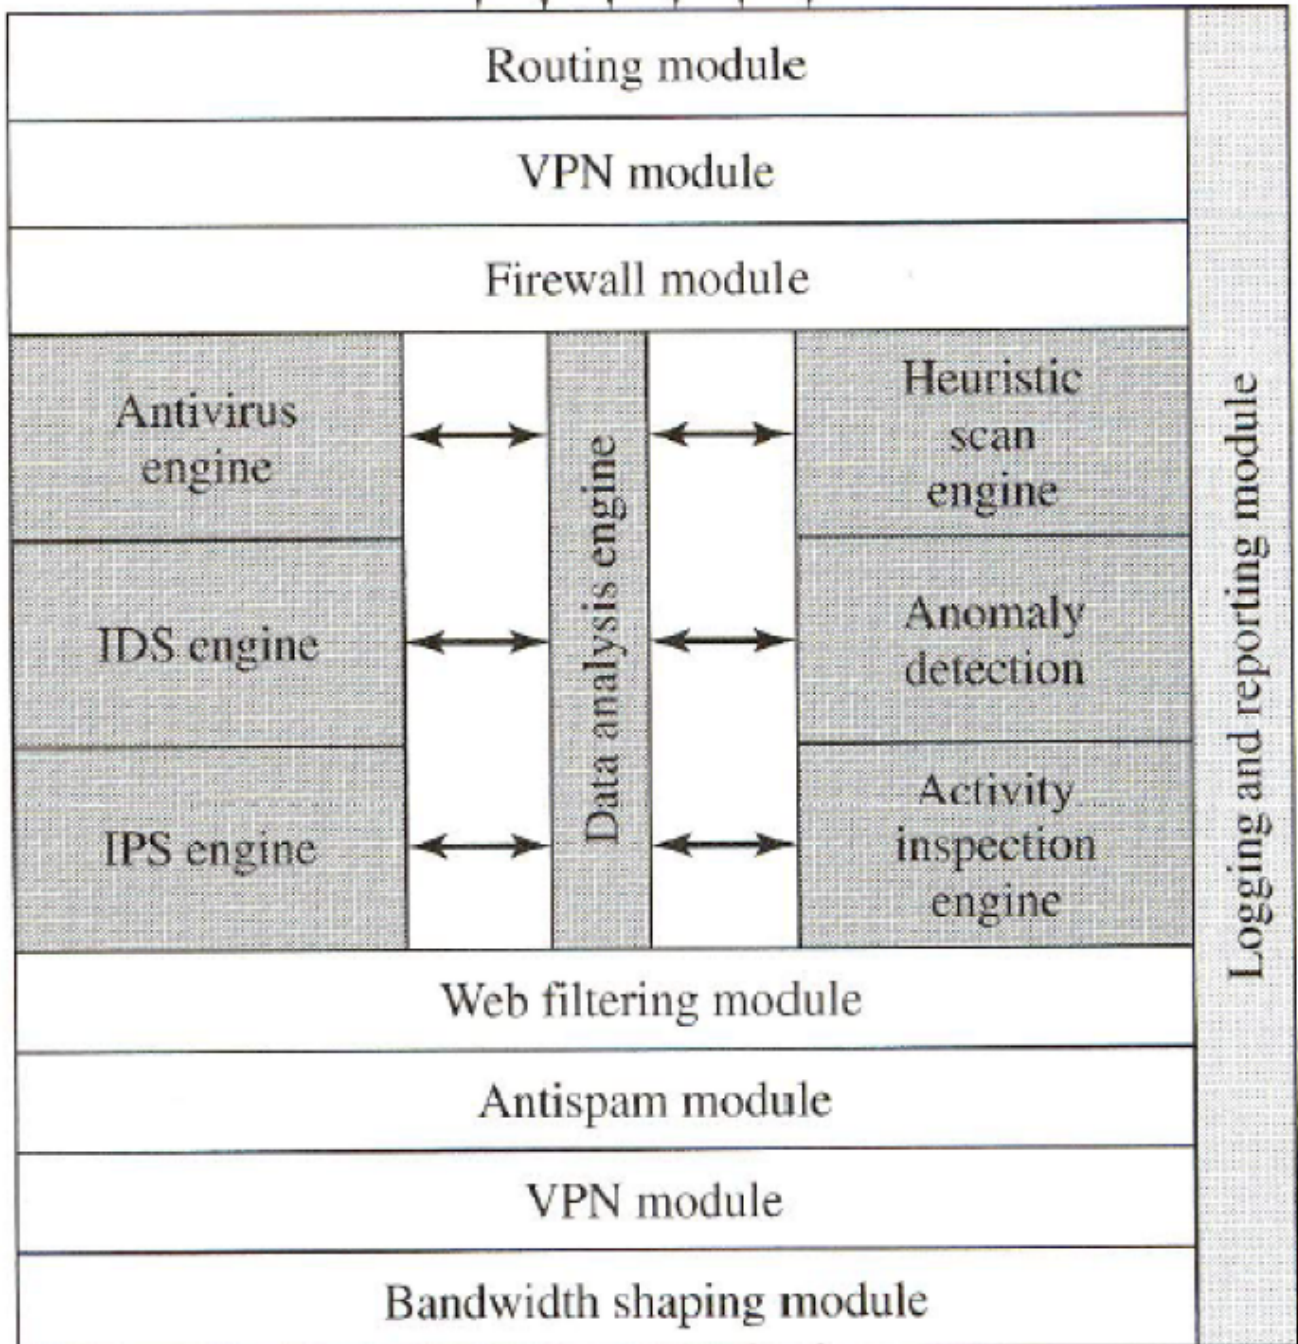 Routing module
VPN module
Firewall module
Antivirus
engine
IDS engine
IPS engine
Data analysis engine
Heuristic
scan
engine
Anomaly
detection
Activity
inspection
engine
Web filtering module
Antispam module
VPN module
Bandwidth shaping module
Logging and reporting module